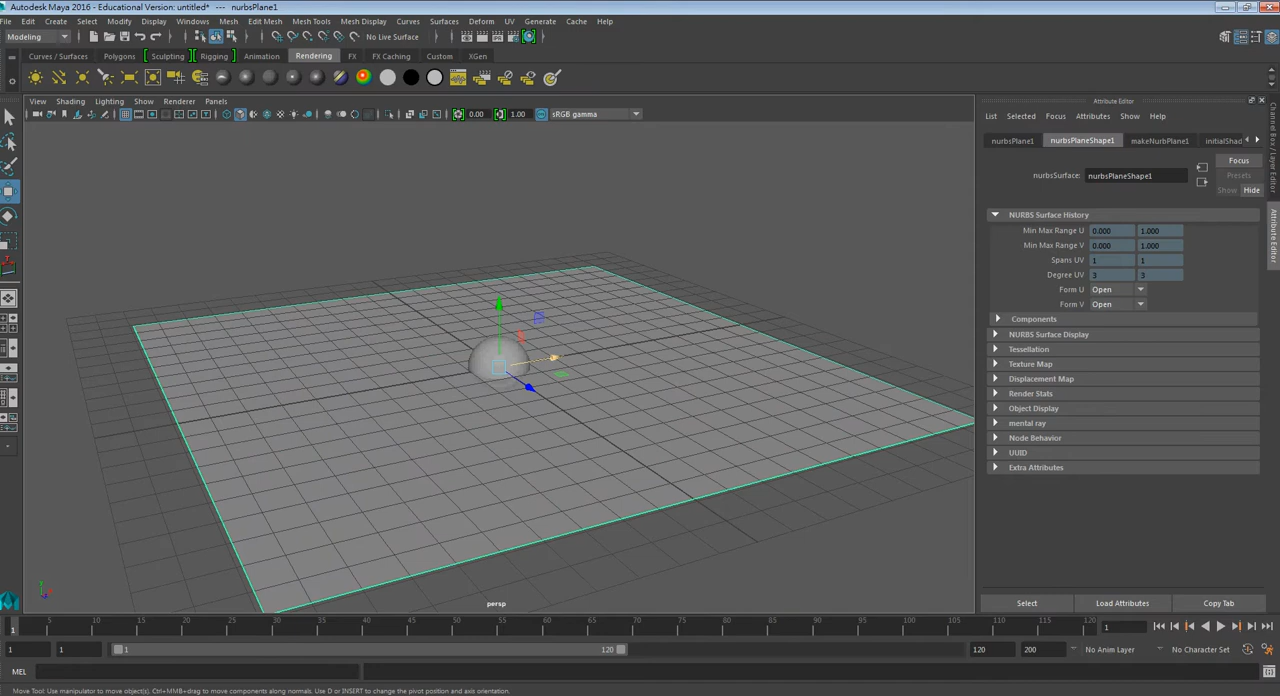 Autodesk Maya 2016 - Educational Version: untitled*   ---   nurbsPlane1
File Edit Create Select Modify Display Windows Mesh Edit Mesh Mesh Tools Mesh Display Curves Surfaces Deform UV Generate Cache Help
Modeling No Live Surface
Curves / Surfaces Polygons Sculpting Rigging Animation Rendering FX FX Caching Custom XGen
View Shading Lighting Show Renderer Panels
0.00 1.00 sRGB gamma
Attribute Editor
List Selected Focus Attributes Show Help
nurbsPlane1 nurbsPlaneShape1 makeNurbPlane1 initialShad
Focus
nurbsSurface: nurbsPlaneShape1
Presets
Show Hide
NURBS Surface History
Min Max Range U 0.000 1.000
Min Max Range V 0.000 1.000
Spans UV 1 1
Degree UV 3 3
Form U Open
Form V Open
Components
NURBS Surface Display
Tessellation
Texture Map
Displacement Map
Render Stats
Object Display
mental ray
Node Behavior
UUID
Extra Attributes
Select Load Attributes Copy Tab
Channel Box / Layer Editor
Attribute Editor
persp
1 5 10 15 20 25 30 35 40 45 50 55 60 65 70 75 80 85 90 95 100 105 110 115 120 1
1 1 1 120 120 200 No Anim Layer No Character Set
MEL
Move Tool: Use manipulator to move object(s). Ctrl+MMB+drag to move components along normals. Use D or INSERT to change the pivot position and axis orientation.